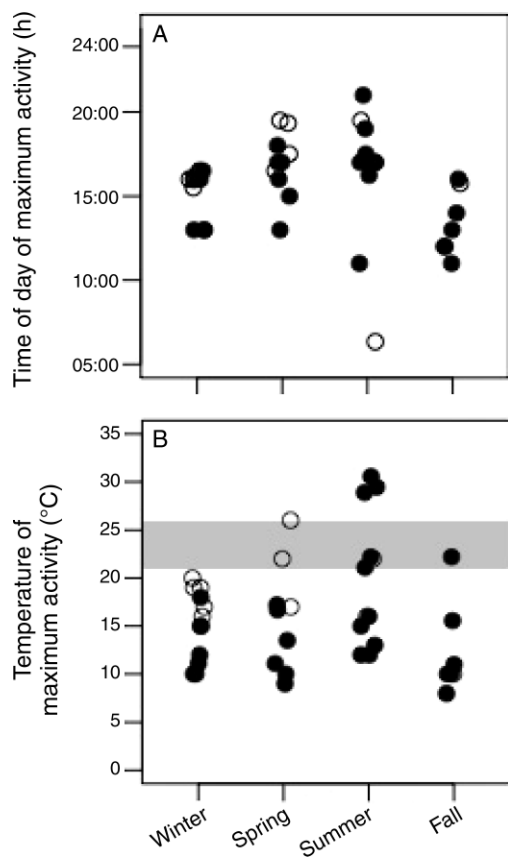 A
Time of day of maximum activity (h)
24:00
20:00
15:00
10:00
05:00
B
Temperature of
maximum activity (°C)
35
30
25
20
15
10
5
0
Winter
Spring
Summer
Fall